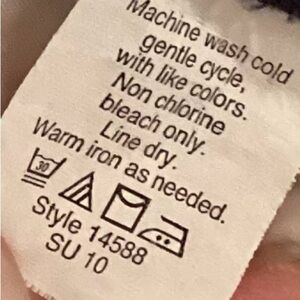 Machine wash cold
gentle cycle,
with like colors.
Non chlorine
bleach only.
Line dry.
Warm iron as needed.
30
Style 14588
SU 10